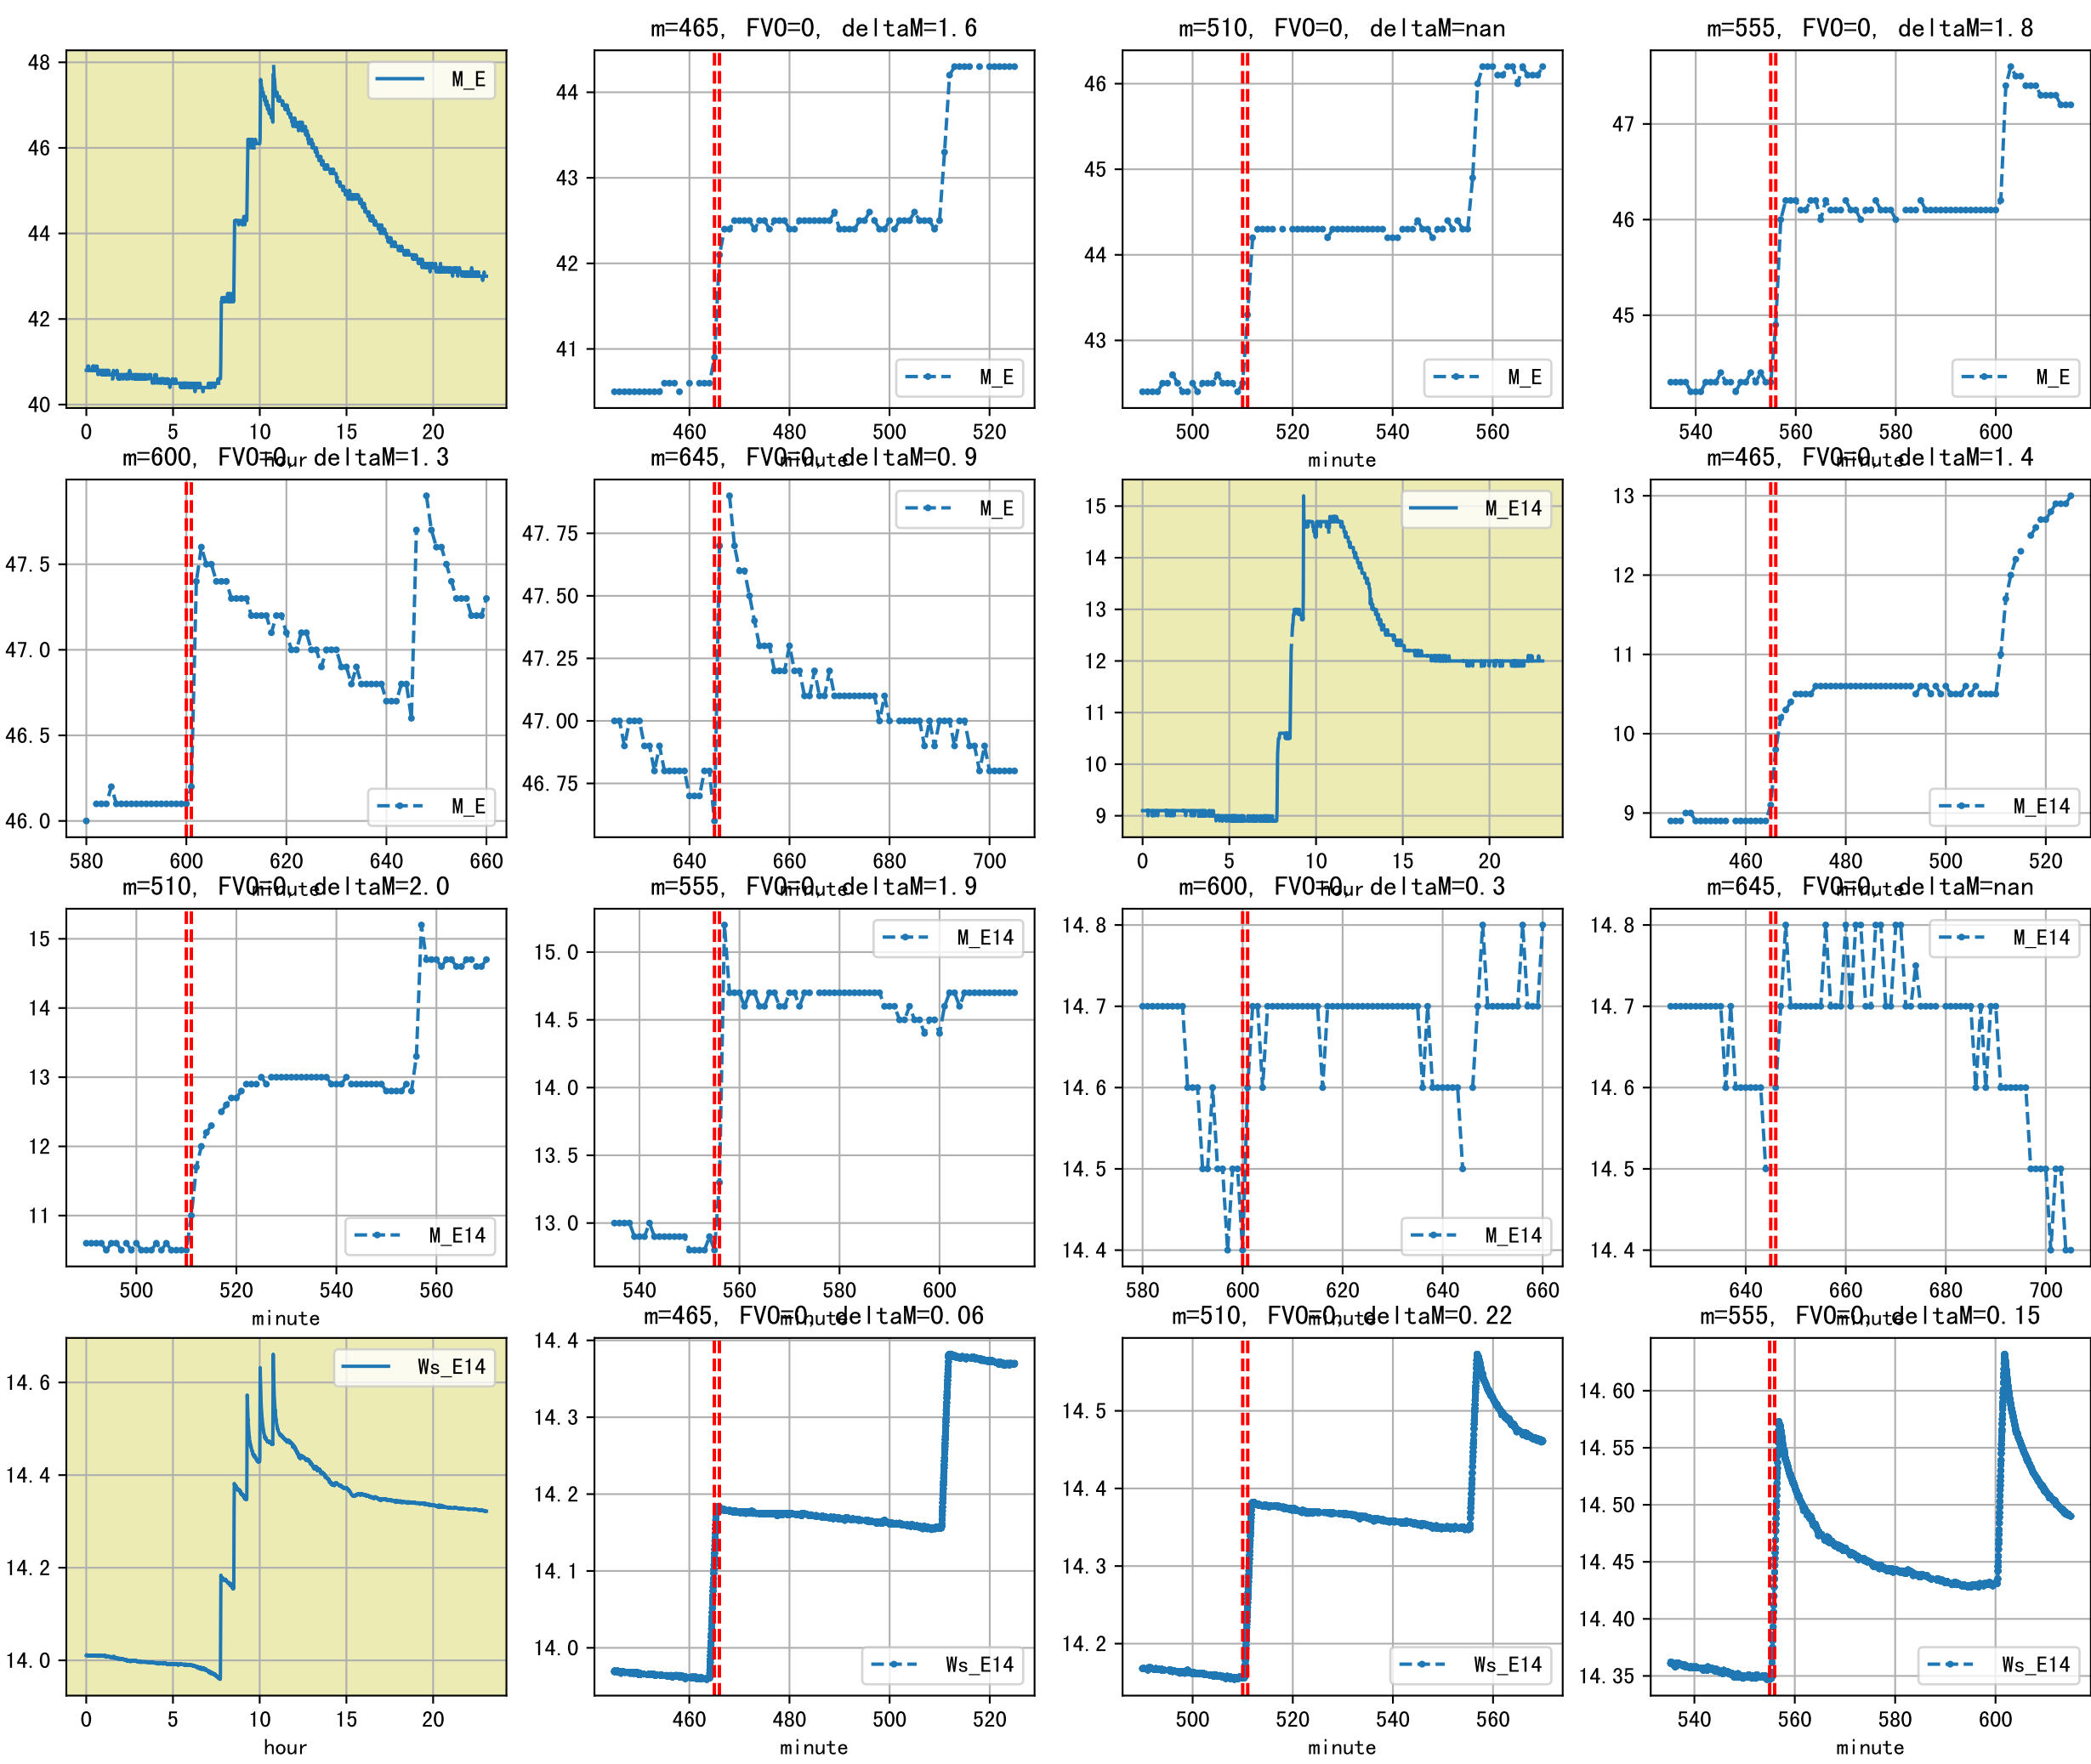 m=465, FVO=0, deltaM=1.6
m=510, FVO=0, deltaM=nan
m=555, FVO=0, deltaM=1.8
48
46
44
42
40
M_E
0 5 10 15 20
hour
44
43
42
41
M_E
460 480 500 520
minute
46
45
44
43
M_E
500 520 540 560
minute
47
46
45
M_E
540 560 580 600
minute
m=600, FVO=0, deltaM=1.3
m=645, FVO=0, deltaM=0.9
m=465, FVO=0, deltaM=1.4
47.5
47.0
46.5
46.0
M_E
580 600 620 640 660
minute
47.75
47.50
47.25
47.00
46.75
M_E
640 660 680 700
minute
15
14
13
12
11
10
9
M_E14
0 5 10 15 20
hour
13
12
11
10
9
M_E14
460 480 500 520
minute
m=510, FVO=0, deltaM=2.0
m=555, FVO=0, deltaM=1.9
m=600, FVO=0, deltaM=0.3
m=645, FVO=0, deltaM=nan
15
14
13
12
11
M_E14
500 520 540 560
minute
15.0
14.5
14.0
13.5
13.0
M_E14
540 560 580 600
minute
14.8
14.7
14.6
14.5
14.4
M_E14
580 600 620 640 660
minute
14.8
14.7
14.6
14.5
14.4
M_E14
640 660 680 700
minute
m=465, FVO=0, deltaM=0.06
m=510, FVO=0, deltaM=0.22
m=555, FVO=0, deltaM=0.15
14.6
14.4
14.2
14.0
Ws_E14
0 5 10 15 20
hour
14.4
14.3
14.2
14.1
14.0
Ws_E14
460 480 500 520
minute
14.5
14.4
14.3
14.2
Ws_E14
500 520 540 560
minute
14.60
14.55
14.50
14.45
14.40
14.35
Ws_E14
540 560 580 600
minute